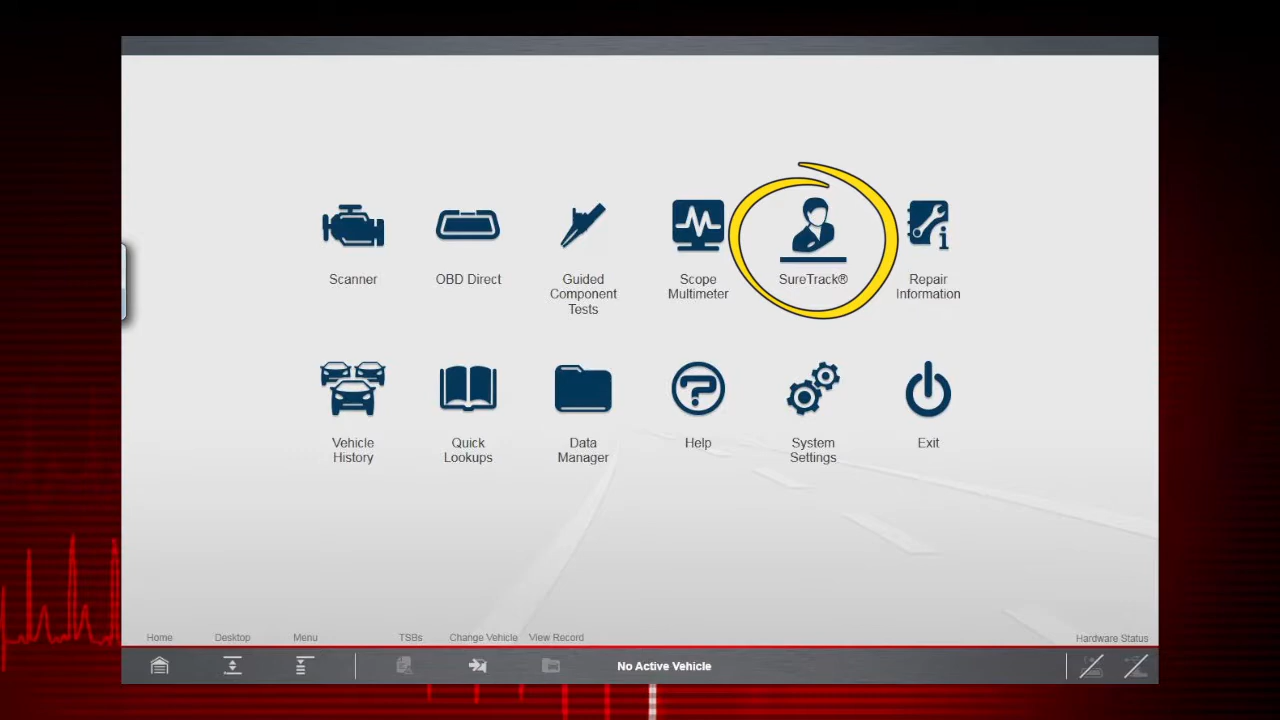 Scanner
OBD Direct
Guided
Component
Tests
Scope
Multimeter
SureTrack®
Repair
Information
Vehicle
History
Quick
Lookups
Data
Manager
Help
System
Settings
Exit
Home
Desktop
Menu
TSBs
Change Vehicle
View Record
Hardware Status
No Active Vehicle